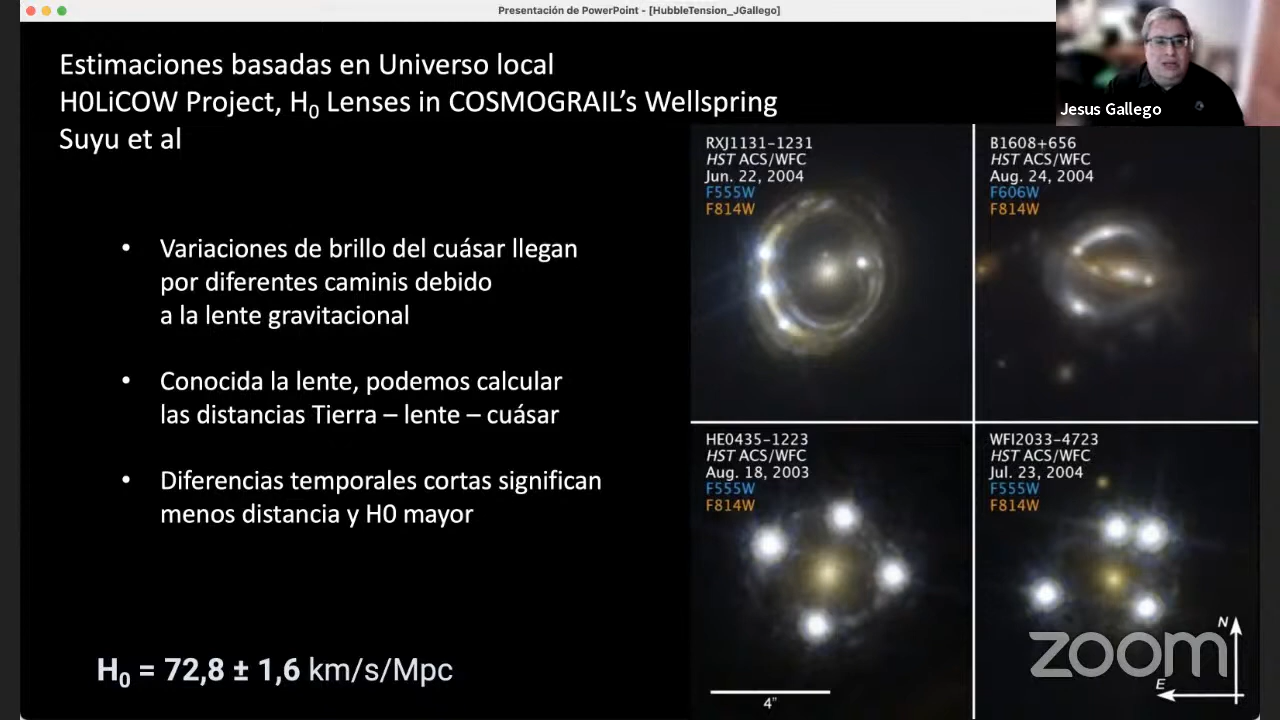 Presentación de PowerPoint - [HubbleTension_JGallego]
Estimaciones basadas en Universo local
H0LiCOW Project, H0 Lenses in COSMOGRAIL's Wellspring
Suyu et al
Jesus Gallego
• Variaciones de brillo del cuásar llegan
por diferentes caminis debido
a la lente gravitacional
• Conocida la lente, podemos calcular
las distancias Tierra – lente – cuásar
• Diferencias temporales cortas significan
menos distancia y H0 mayor
H0 = 72,8 ± 1,6 km/s/Mpc
RXJ1131-1231
HST ACS/WFC
Jun. 22, 2004
F555W
F814W
B1608+656
HST ACS/WFC
Aug. 24, 2004
F606W
F814W
HE0435-1223
HST ACS/WFC
Aug. 18, 2003
F555W
F814W
WFI2033-4723
HST ACS/WFC
Jul. 23, 2004
F555W
F814W
4"
N
E
zoom